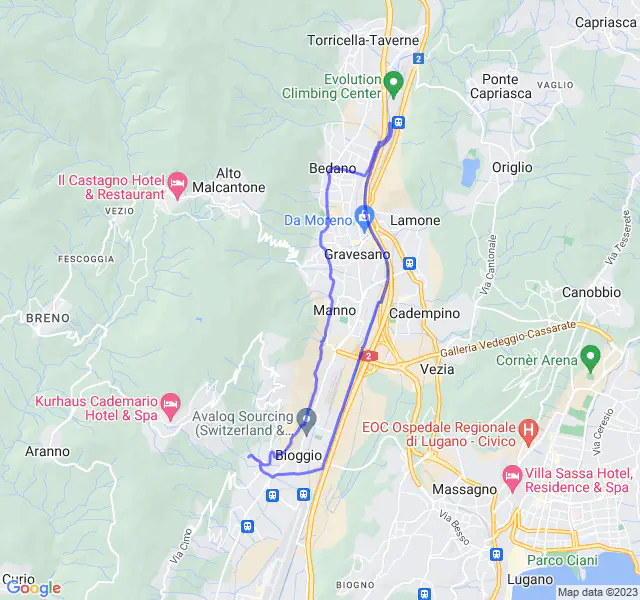 Capriasca
Torricella-Taverne
2
Evolution
Climbing Center
Ponte
Capriasca
VAGLIO
Bedano
Origlio
Il Castagno Hotel
& Restaurant
Alto
Malcantone
VEZIO
Da Moreno
Lamone
Via Tesserete
Via Cantonale
FESCOGGIA
Gravesano
Canobbio
BRENO
Manno
Cadempino
Galleria Vedeggio-Cassarate
2
Vezia
Cornèr Arena
Kurhaus Cademario
Hotel & Spa
Avaloq Sourcing
(Switzerland &...
EOC Ospedale Regionale
di Lugano - Civico
H
Via Ceresio
Aranno
Bioggio
Villa Sassa Hotel,
Residence & Spa
Massagno
Via Besso
Via Cimo
Parco Ciani
Curio
BIOGNO
Lugano
Google
Map data ©2023